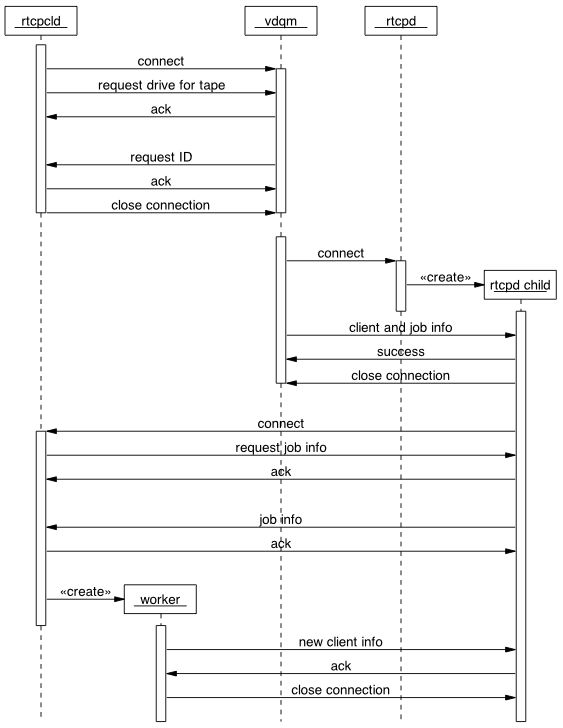 rtcpcld
vdqm
rtcpd
connect
request drive for tape
ack
request ID
ack
close connection
connect
«create»
rtcpd child
client and job info
success
close connection
connect
request job info
ack
job info
ack
«create»
worker
new client info
ack
close connection